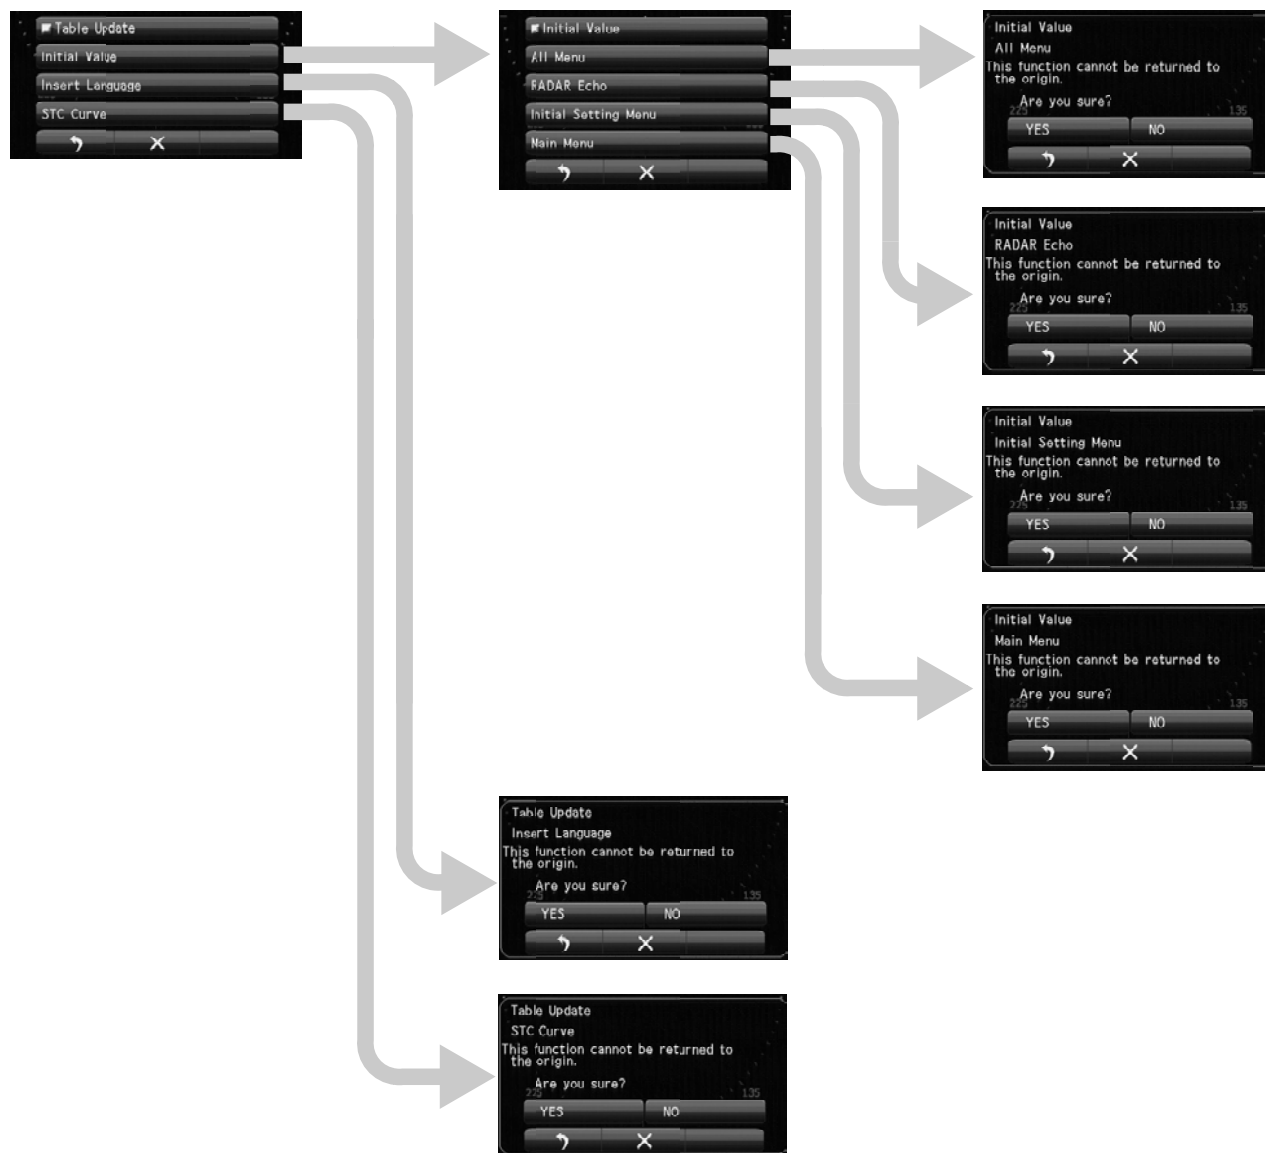 Table Update
Initial Value
Insert Language
STC Curve
Initial Value
All Menu
RADAR Echo
Initial Setting Menu
Main Menu
Initial Value
All Menu
This function cannot be returned to
the origin.
Are you sure?
225 135
YES NO
Initial Value
RADAR Echo
This function cannot be returned to
the origin.
Are you sure?
225 135
YES NO
Initial Value
Initial Setting Menu
This function cannot be returned to
the origin.
Are you sure?
225 135
YES NO
Initial Value
Main Menu
This function cannot be returned to
the origin.
Are you sure?
225 135
YES NO
Table Update
Insert Language
This function cannot be returned to
the origin.
Are you sure?
225 135
YES NO
Table Update
STC Curve
This function cannot be returned to
the origin.
Are you sure?
225 135
YES NO